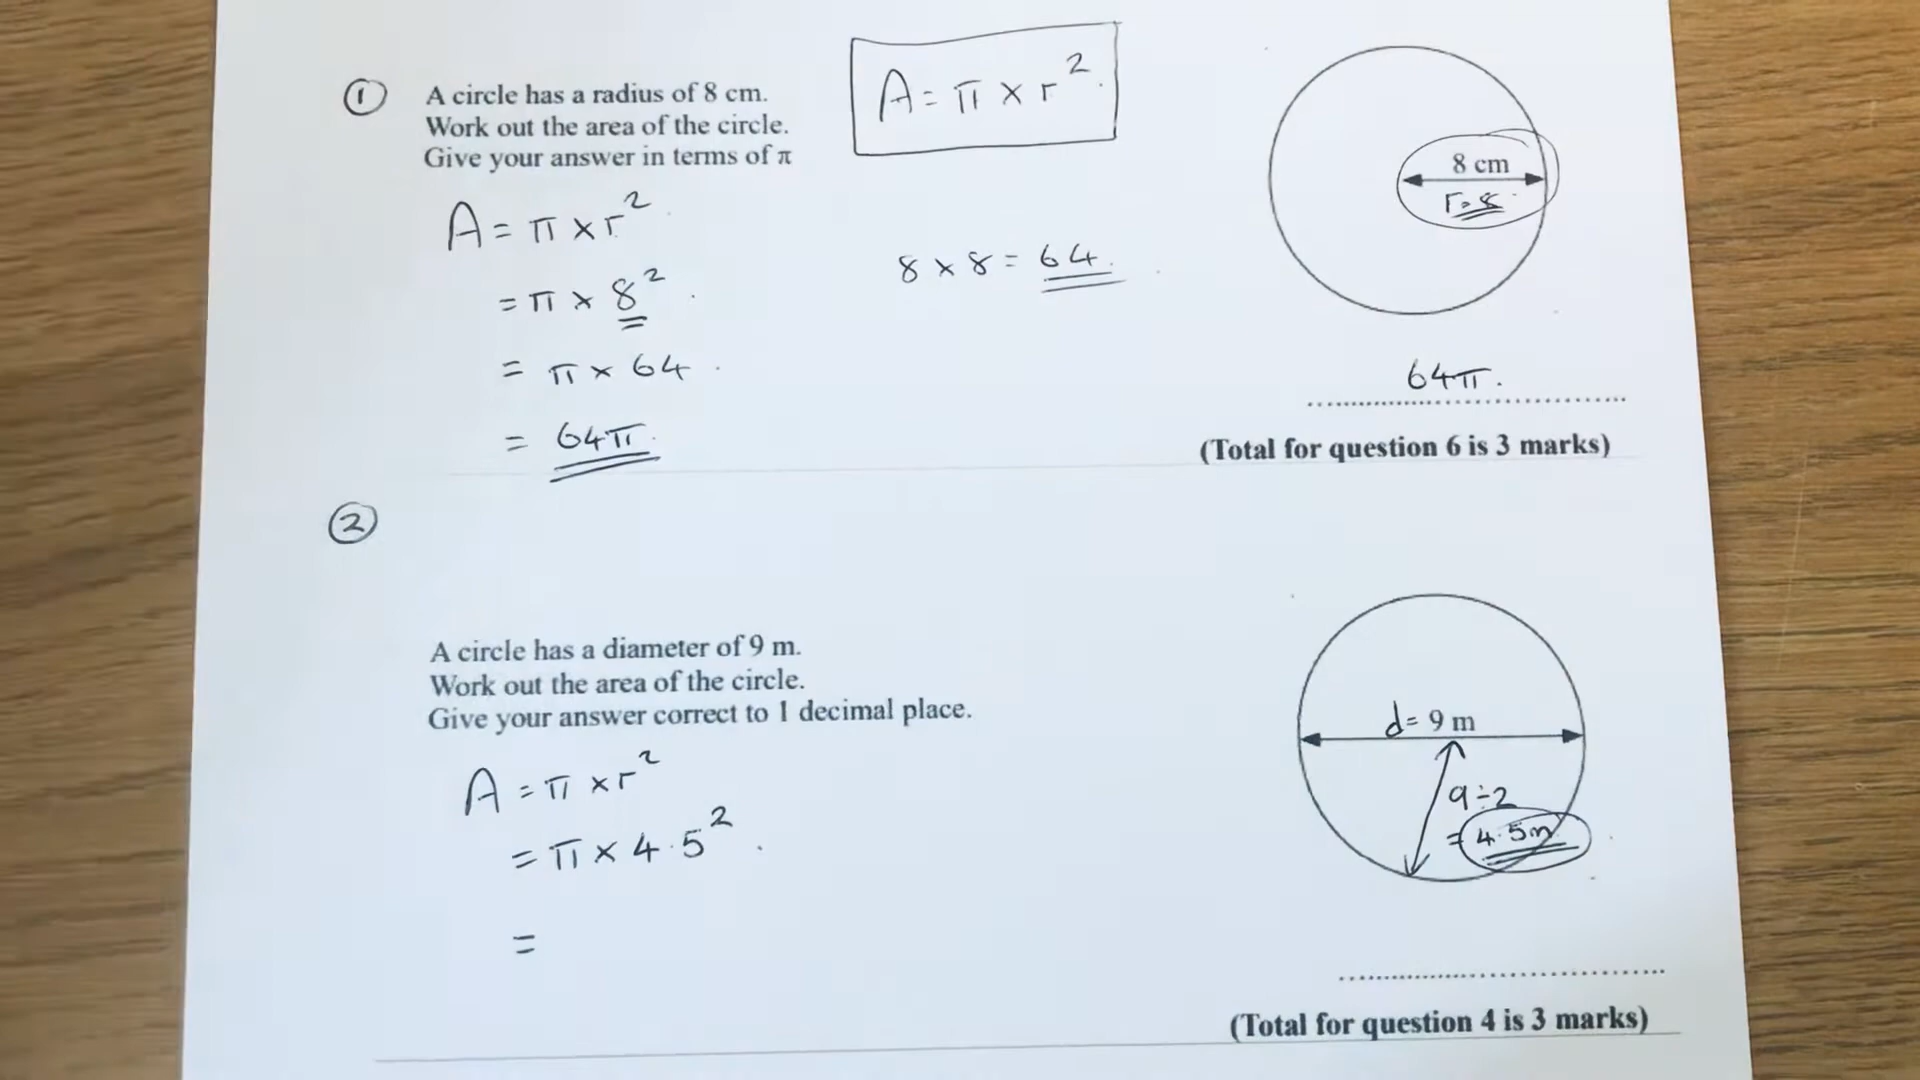 ① A circle has a radius of 8 cm.
Work out the area of the circle.
Give your answer in terms of π
A = π × r²
A = π × r²
= π × 8²
= π × 64
= 64π
8 × 8 = 64
8 cm
r = 8
64π.
(Total for question 6 is 3 marks)
②
A circle has a diameter of 9 m.
Work out the area of the circle.
Give your answer correct to 1 decimal place.
A = π × r²
= π × 4.5²
=
d = 9 m
9 ÷ 2
= 4.5m
(Total for question 4 is 3 marks)